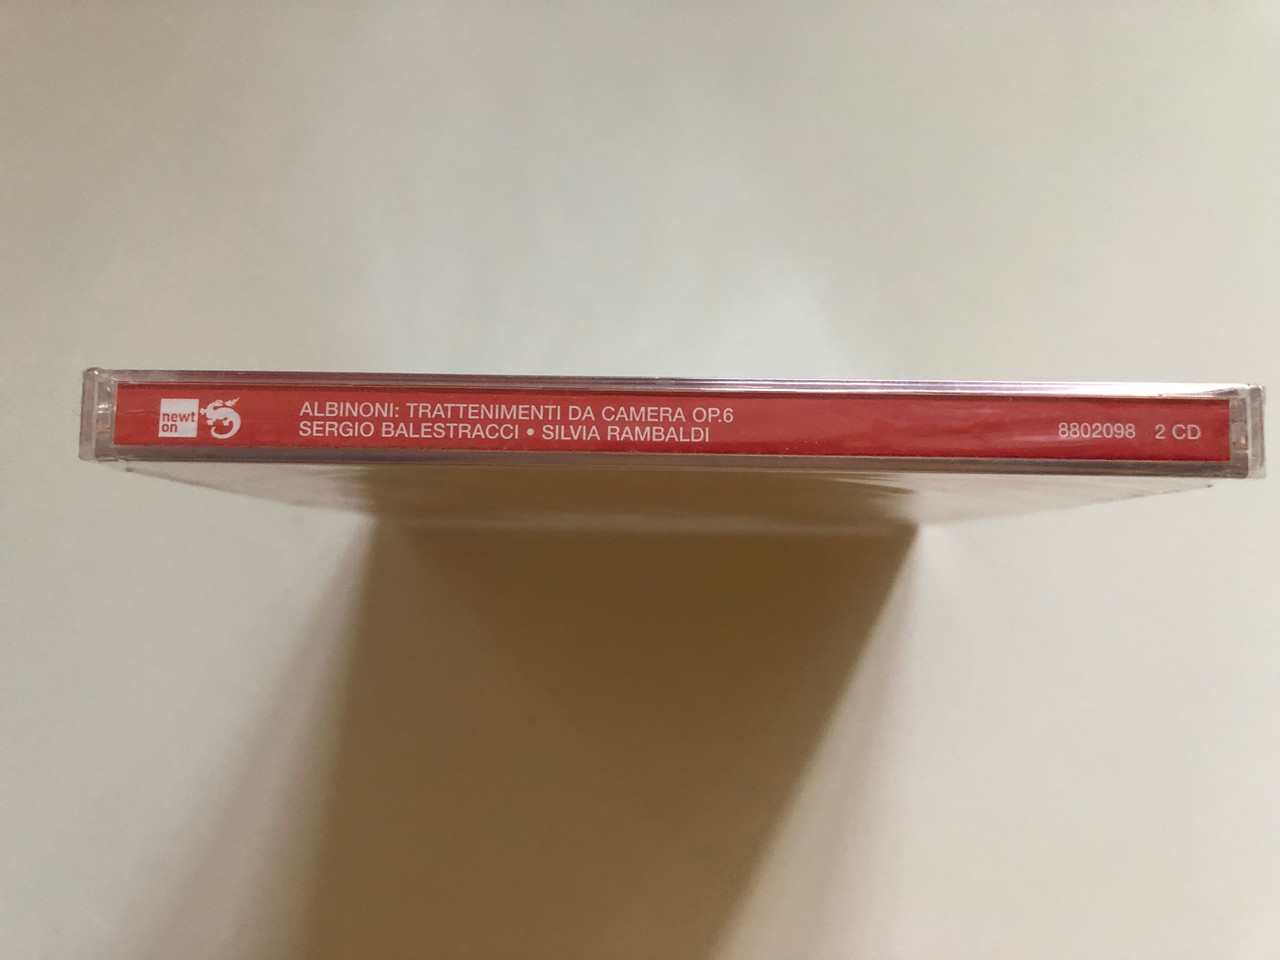 newt
on
ALBINONI: TRATTENIMENTI DA CAMERA OP.6
SERGIO BALESTRACCI • SILVIA RAMBALDI
8802098 2 CD